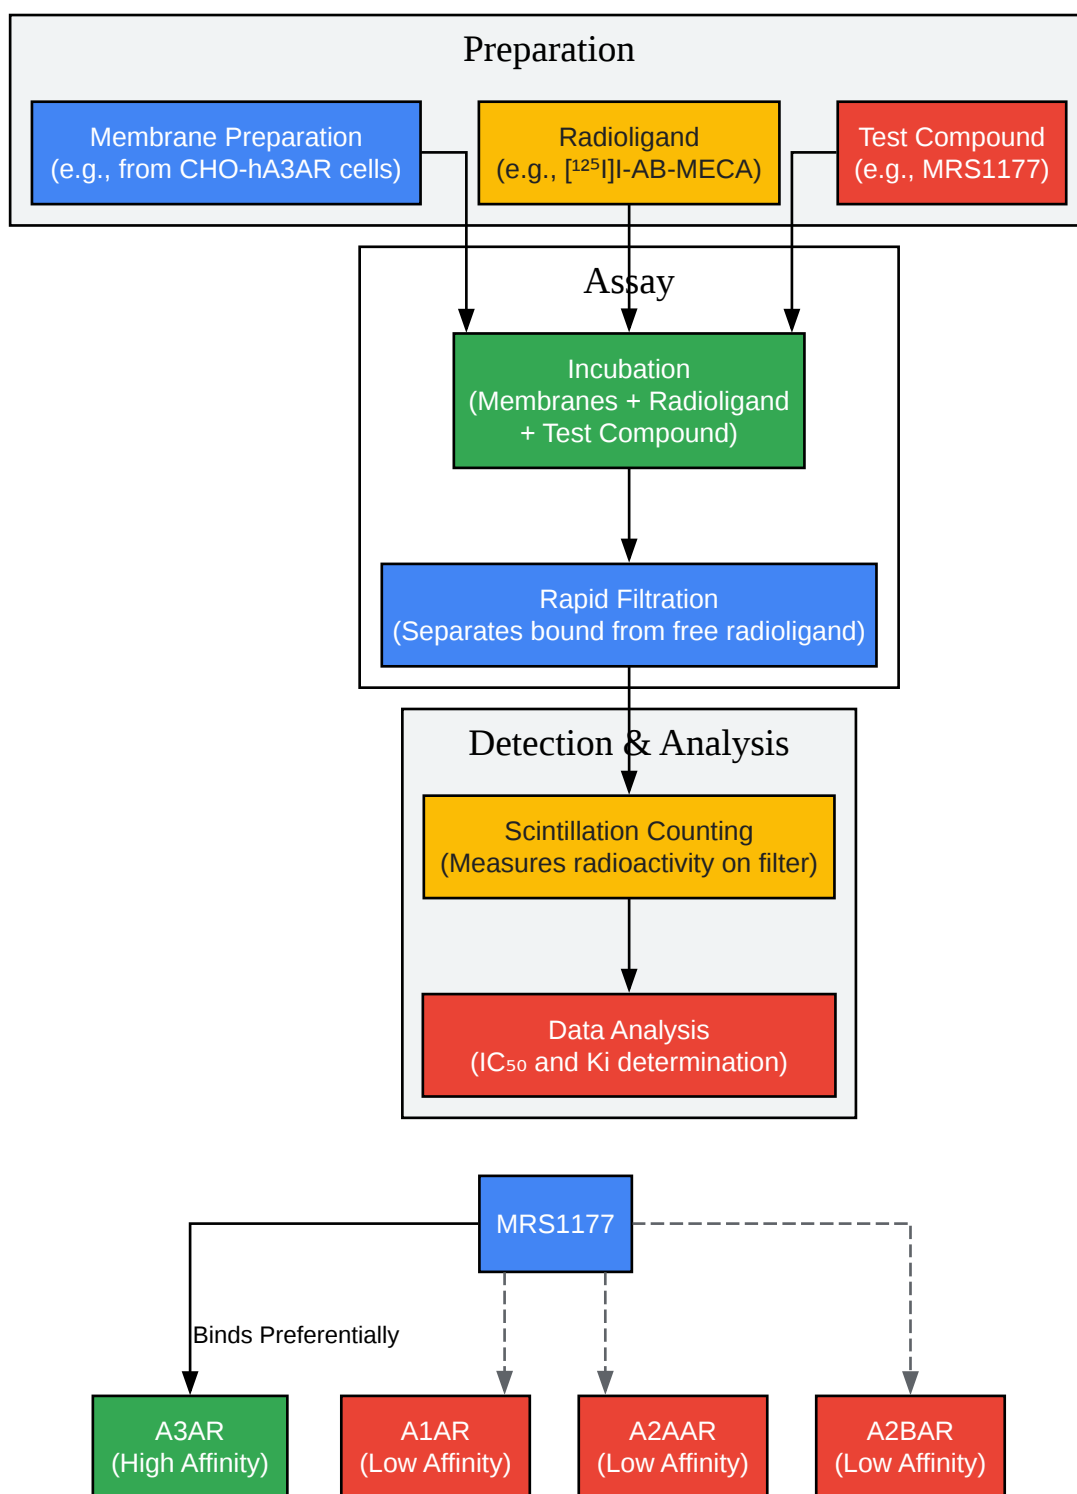 Preparation
Membrane Preparation
(e.g., from CHO-hA3AR cells)
Radioligand
(e.g., [¹²⁵I]I-AB-MECA)
Test Compound
(e.g., MRS1177)
Assay
Incubation
(Membranes + Radioligand
+ Test Compound)
Rapid Filtration
(Separates bound from free radioligand)
Detection & Analysis
Scintillation Counting
(Measures radioactivity on filter)
Data Analysis
(IC₅₀ and Ki determination)
MRS1177
Binds Preferentially
A3AR
(High Affinity)
A1AR
(Low Affinity)
A2AAR
(Low Affinity)
A2BAR
(Low Affinity)